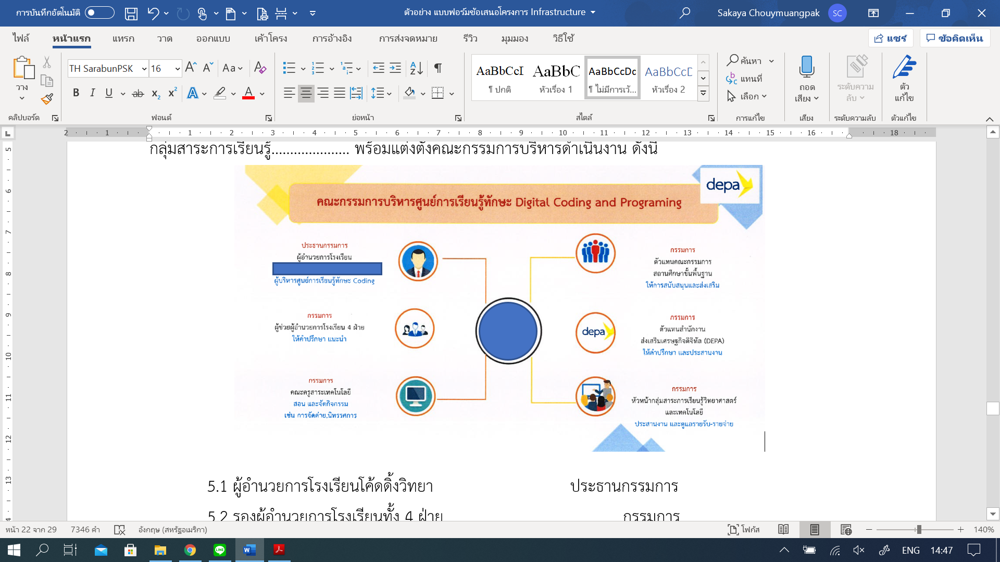 การบันทึกอัตโนมัติ
ตัวอย่าง แบบฟอร์มข้อเสนอโครงการ Infrastructure
Sakaya Chouymuangpak
SC
ไฟล์ หน้าแรก แทรก วาด ออกแบบ เค้าโครง การอ้างอิง การส่งจดหมาย รีวิว มุมมอง วิธีใช้
แชร์ ข้อคิดเห็น
วาง
TH SarabunPSK 16
AaBbCcI AaBbC AaBbCcDc AaBbCcD
¶ ปกติ หัวเรื่อง 1 ¶ ไม่มีการเว้... หัวเรื่อง 2
ค้นหา
แทนที่
เลือก
ถอด
เสียง
ระดับความ
ลับ
ตัว
แก้ไข
คลิปบอร์ด ฟอนต์ ย่อหน้า สไตล์ การแก้ไข เสียง ระดับความลับ ตัวแก้ไข
2 1 1 2 3 4 5 6 7 8 9 10 11 12 13 14 15 16 18
กลุ่มสาระการเรียนรู้..................... พร้อมแต่งตั้งคณะกรรมการบริหารดำเนินงาน ดังนี้
depa
คณะกรรมการบริหารศูนย์การเรียนรู้ทักษะ Digital Coding and Programing
ประธานกรรมการ
ผู้อำนวยการโรงเรียน
ผู้บริหารศูนย์การเรียนรู้ทักษะ Coding
กรรมการ
ตัวแทนคณะกรรมการ
สถานศึกษาขั้นพื้นฐาน
ให้การสนับสนุนและส่งเสริม
กรรมการ
ผู้ช่วยผู้อำนวยการโรงเรียน 4 ฝ่าย
ให้คำปรึกษา แนะนำ
depa
กรรมการ
ตัวแทนสำนักงาน
ส่งเสริมเศรษฐกิจดิจิทัล (DEPA)
ให้คำปรึกษา และประสานงาน
กรรมการ
คณะครูสาระเทคโนโลยี
สอน และจัดกิจกรรม
เช่น การจัดค่าย,นิทรรศการ
กรรมการ
หัวหน้ากลุ่มสาระการเรียนรู้วิทยาศาสตร์
และเทคโนโลยี
ประสานงาน และดูแลรายรับ-รายจ่าย
5.1 ผู้อำนวยการโรงเรียนโค้ดดิ้งวิทยา ประธานกรรมการ
5.2 รองผู้อำนวยการโรงเรียนทั้ง 4 ฝ่าย กรรมการ
หน้า 22 จาก 29 7346 คำ อังกฤษ (สหรัฐอเมริกา) โฟกัส 140%
LINE ENG 14:47